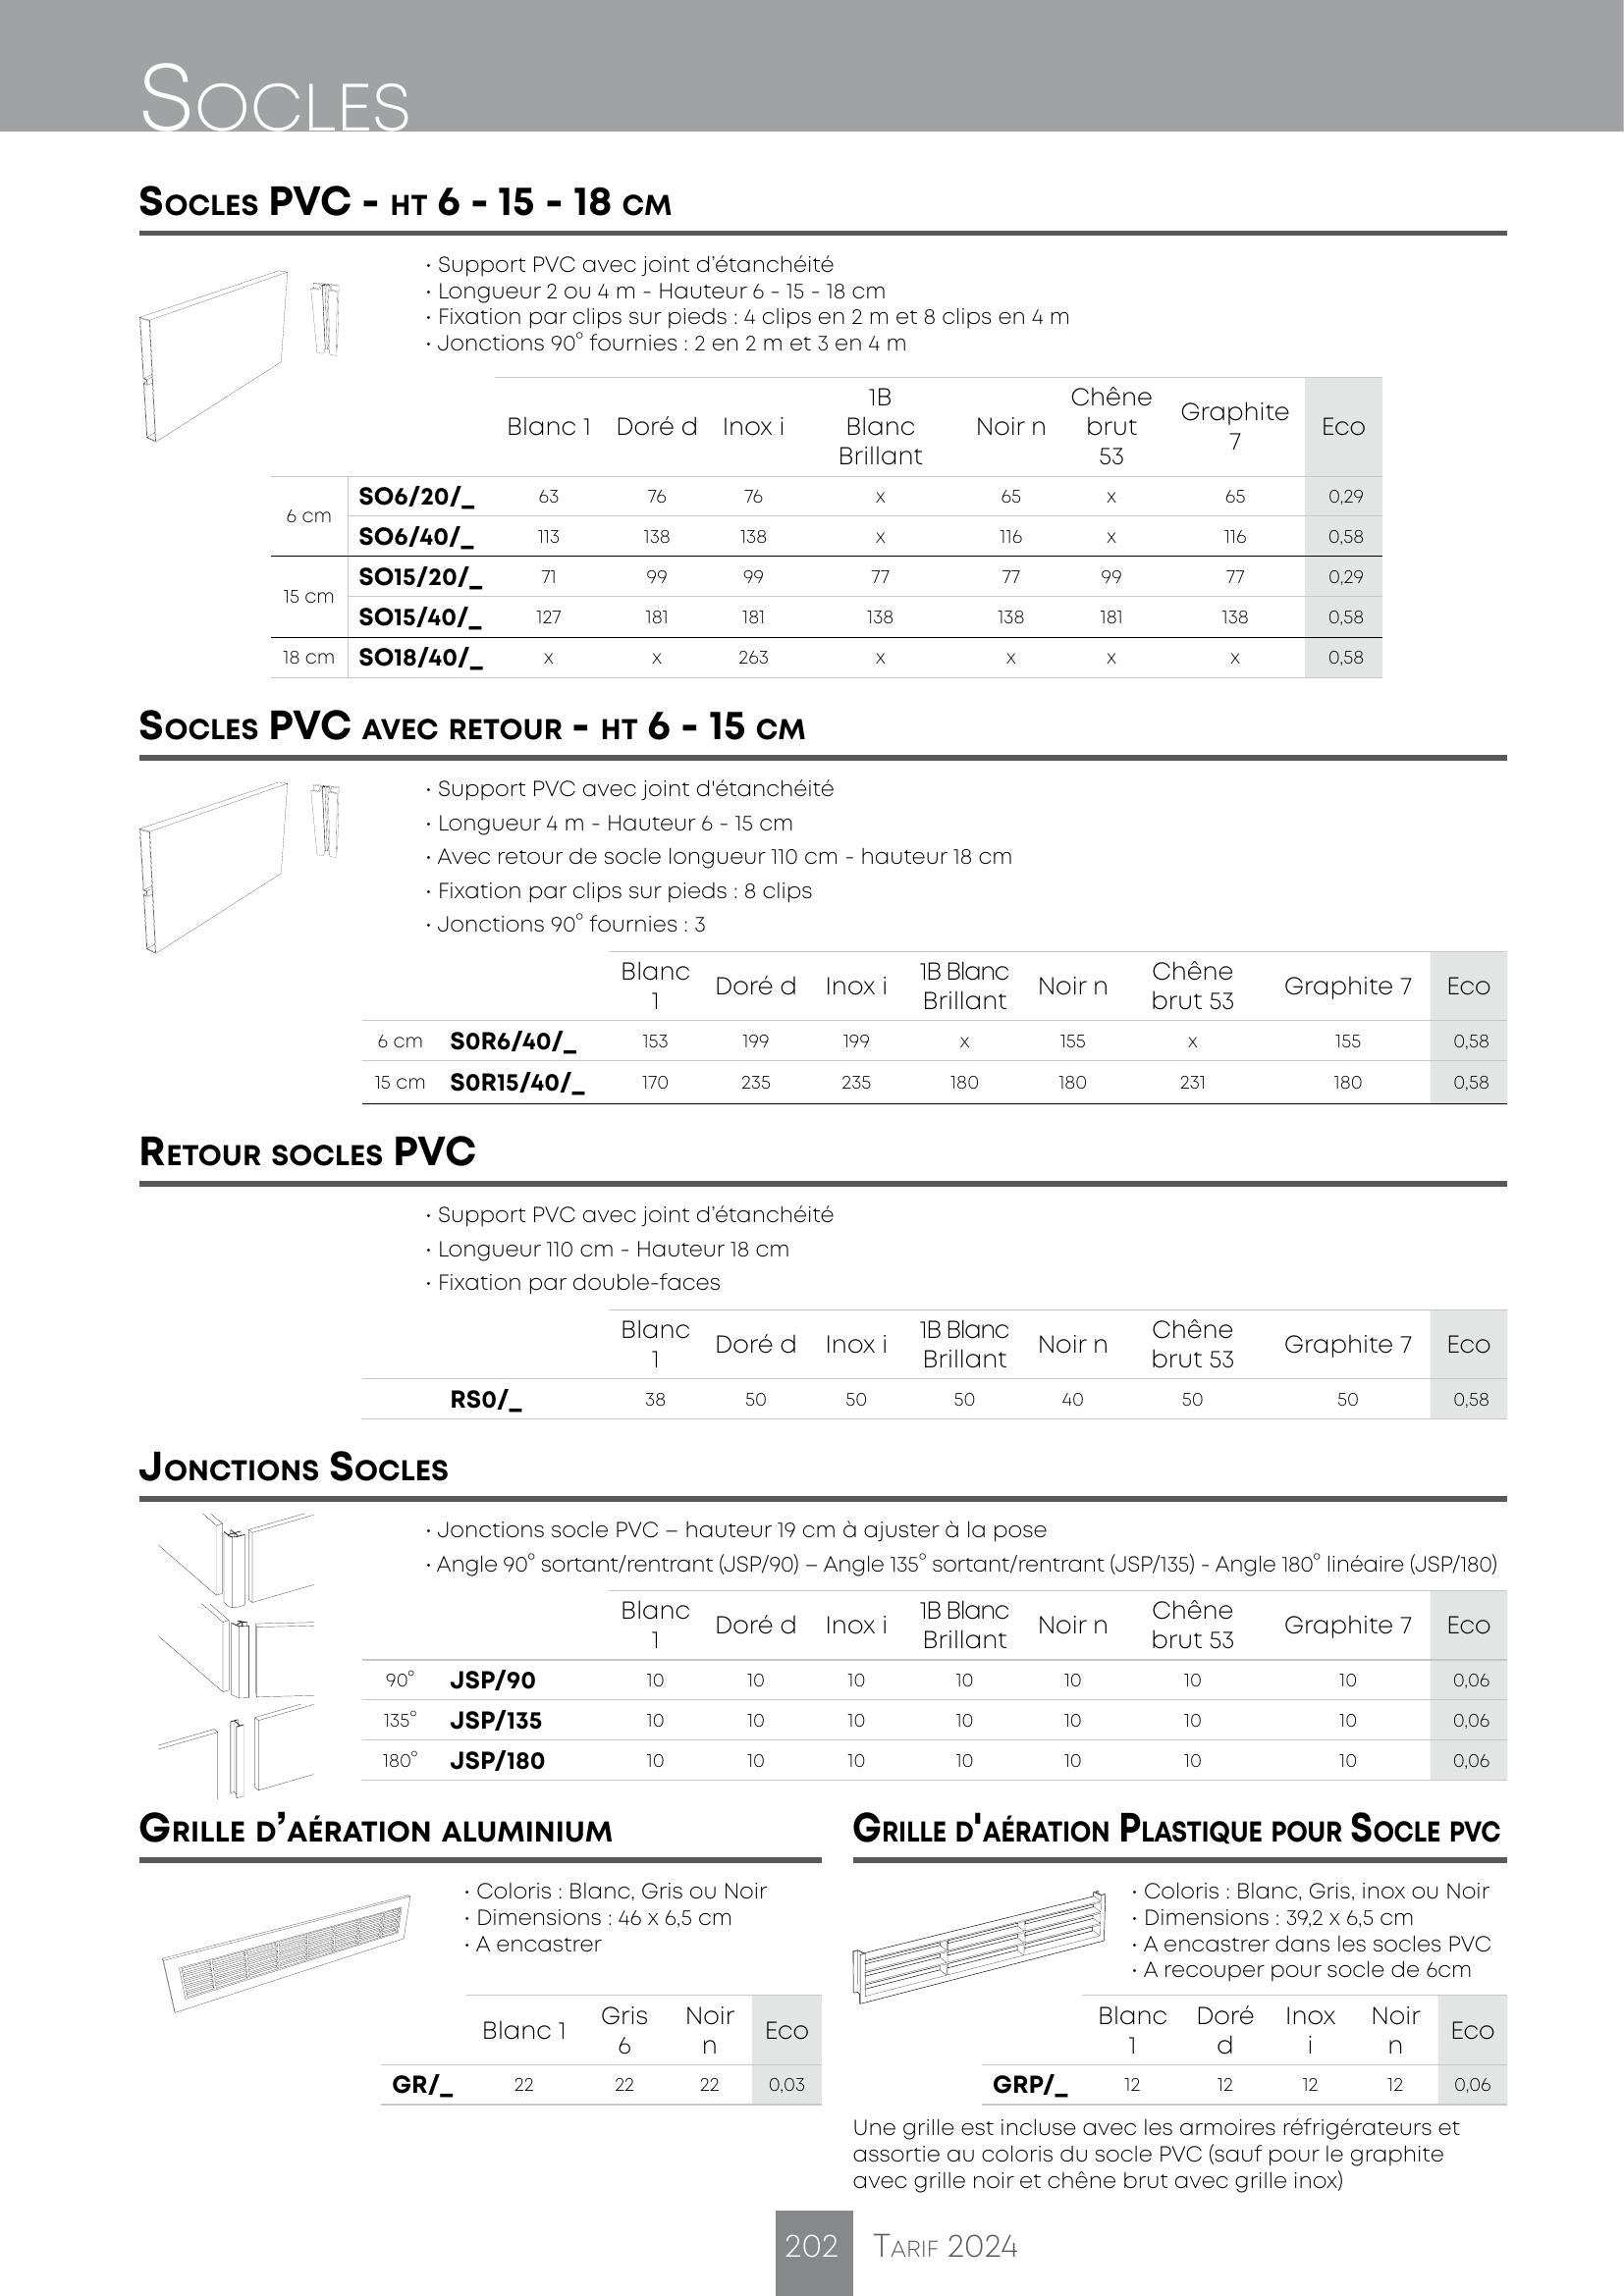 Socles
Socles PVC - ht 6 - 15 - 18 cm
· Support PVC avec joint d’étanchéité
· Longueur 2 ou 4 m - Hauteur 6 - 15 - 18 cm
· Fixation par clips sur pieds : 4 clips en 2 m et 8 clips en 4 m
· Jonctions 90° fournies : 2 en 2 m et 3 en 4 m
Blanc 1 Doré d Inox i 1B Blanc Brillant Noir n Chêne brut 53 Graphite 7 Eco
6 cm SO6/20/_ 63 76 76 x 65 x 65 0,29
SO6/40/_ 113 138 138 x 116 x 116 0,58
15 cm SO15/20/_ 71 99 99 77 77 99 77 0,29
SO15/40/_ 127 181 181 138 138 181 138 0,58
18 cm SO18/40/_ x x 263 x x x x 0,58
Socles PVC avec retour - ht 6 - 15 cm
· Support PVC avec joint d'étanchéité
· Longueur 4 m - Hauteur 6 - 15 cm
· Avec retour de socle longueur 110 cm - hauteur 18 cm
· Fixation par clips sur pieds : 8 clips
· Jonctions 90° fournies : 3
Blanc 1 Doré d Inox i 1B Blanc Brillant Noir n Chêne brut 53 Graphite 7 Eco
6 cm S0R6/40/_ 153 199 199 x 155 x 155 0,58
15 cm S0R15/40/_ 170 235 235 180 180 231 180 0,58
Retour socles PVC
· Support PVC avec joint d’étanchéité
· Longueur 110 cm - Hauteur 18 cm
· Fixation par double-faces
Blanc 1 Doré d Inox i 1B Blanc Brillant Noir n Chêne brut 53 Graphite 7 Eco
RS0/_ 38 50 50 50 40 50 50 0,58
Jonctions Socles
· Jonctions socle PVC – hauteur 19 cm à ajuster à la pose
· Angle 90° sortant/rentrant (JSP/90) – Angle 135° sortant/rentrant (JSP/135) - Angle 180° linéaire (JSP/180)
Blanc 1 Doré d Inox i 1B Blanc Brillant Noir n Chêne brut 53 Graphite 7 Eco
90° JSP/90 10 10 10 10 10 10 10 0,06
135° JSP/135 10 10 10 10 10 10 10 0,06
180° JSP/180 10 10 10 10 10 10 10 0,06
Grille d’aération aluminium
· Coloris : Blanc, Gris ou Noir
· Dimensions : 46 x 6,5 cm
· A encastrer
Blanc 1 Gris 6 Noir n Eco
GR/_ 22 22 22 0,03
Grille d'aération Plastique pour Socle pvc
· Coloris : Blanc, Gris, inox ou Noir
· Dimensions : 39,2 x 6,5 cm
· A encastrer dans les socles PVC
· A recouper pour socle de 6cm
Blanc 1 Doré d Inox i Noir n Eco
GRP/_ 12 12 12 12 0,06
Une grille est incluse avec les armoires réfrigérateurs et
assortie au coloris du socle PVC (sauf pour le graphite
avec grille noir et chêne brut avec grille inox)
202 Tarif 2024